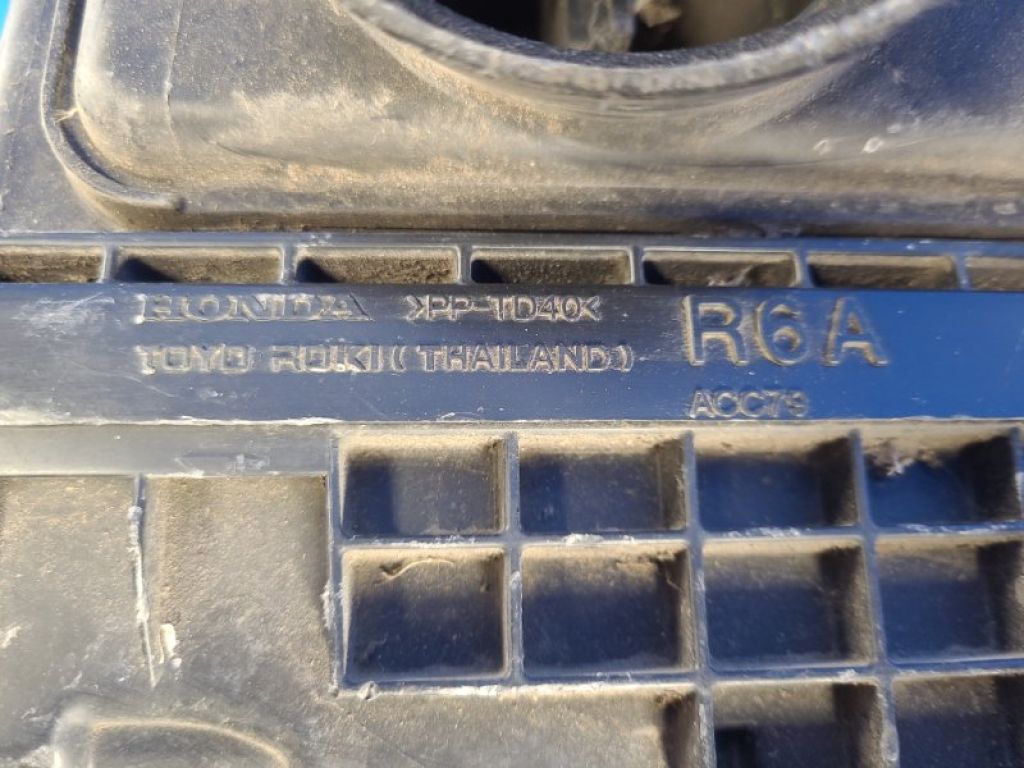 HONDA >PP-TD40< R6A
TOYO ROKI (THAILAND)
ACC79